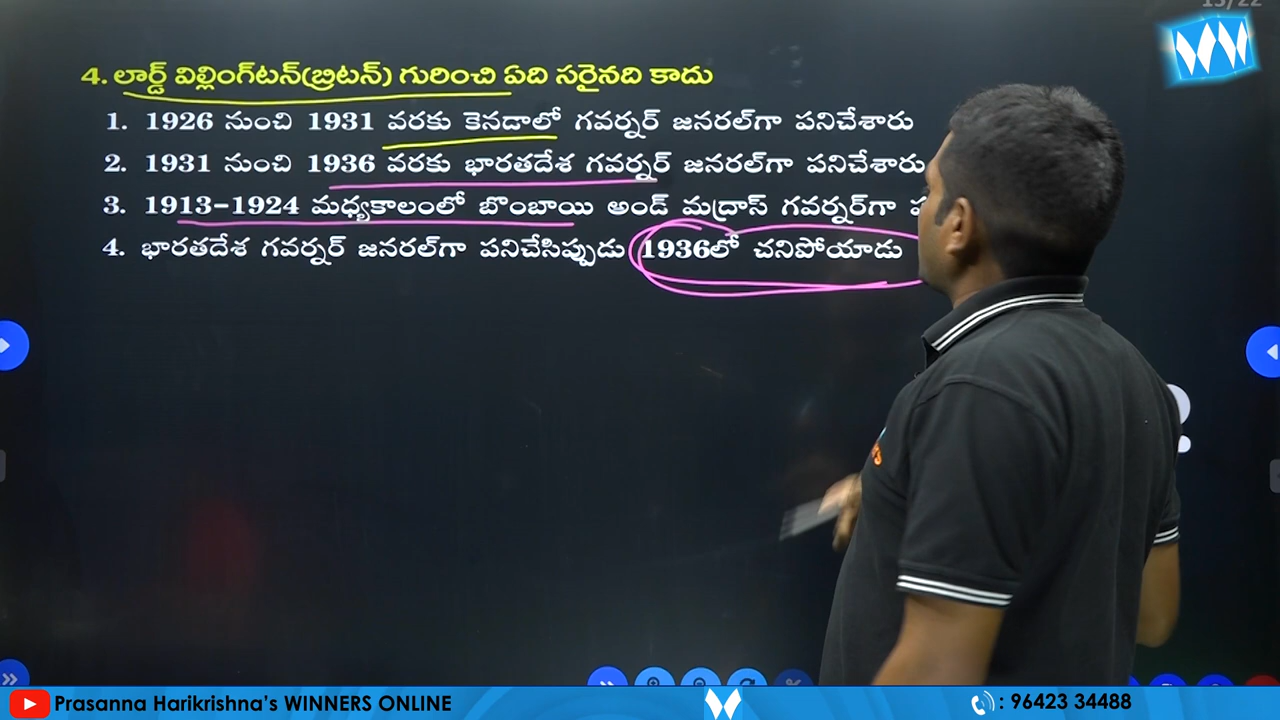 4. లార్డ్ విల్లింగ్‌టన్(బ్రిటన్) గురించి ఏది సరైనది కాదు
1. 1926 నుంచి 1931 వరకు కెనడాలో గవర్నర్ జనరల్‌గా పనిచేశారు
2. 1931 నుంచి 1936 వరకు భారతదేశ గవర్నర్ జనరల్‌గా పనిచేశారు
3. 1913-1924 మధ్యకాలంలో బొంబాయి అండ్ మద్రాస్ గవర్నర్‌గా
4. భారతదేశ గవర్నర్ జనరల్‌గా పనిచేసిప్పుడు 1936లో చనిపోయాడు
Prasanna Harikrishna's WINNERS ONLINE
: 96423 34488